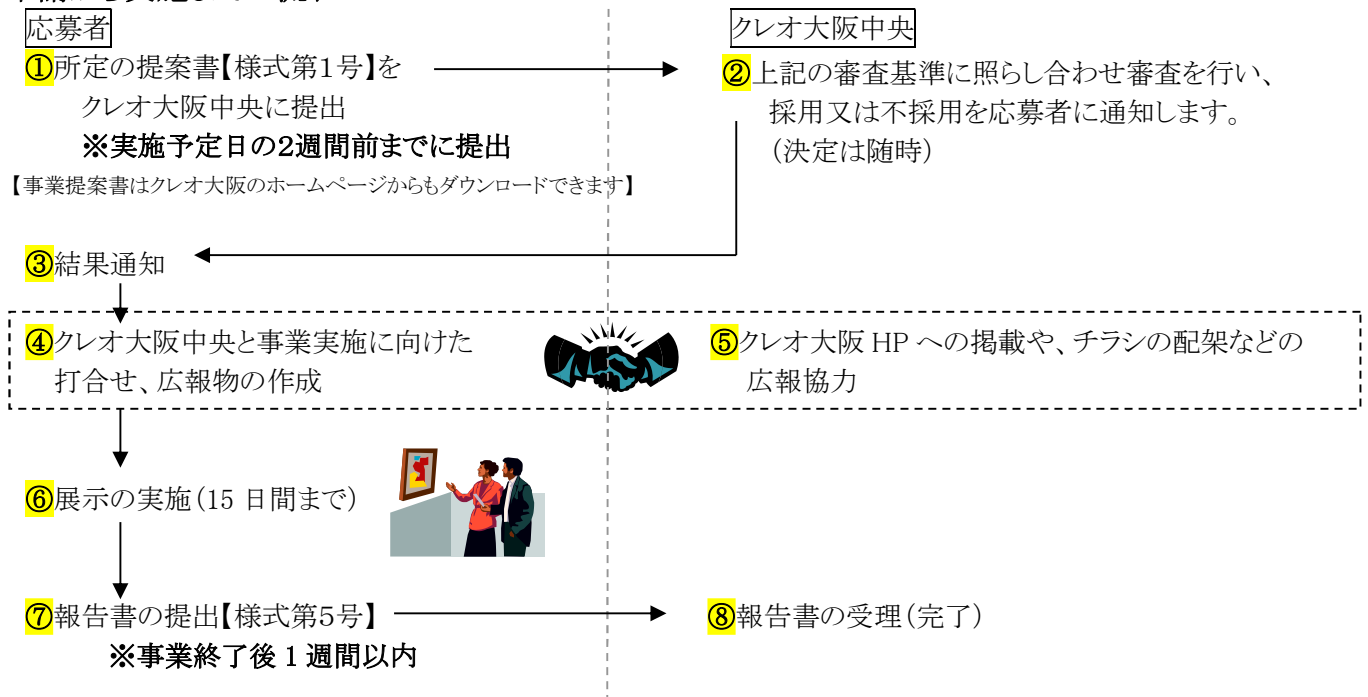 応募者
クレオ大阪中央
①所定の提案書【様式第1号】を
クレオ大阪中央に提出
※実施予定日の2週間前までに提出
【事業提案書はクレオ大阪のホームページからもダウンロードできます】
②上記の審査基準に照らし合わせ審査を行い、
採用又は不採用を応募者に通知します。
(決定は随時)
③結果通知
④クレオ大阪中央と事業実施に向けた
打合せ、広報物の作成
⑤クレオ大阪 HP への掲載や、チラシの配架などの
広報協力
⑥展示の実施(15 日間まで)
⑦報告書の提出【様式第5号】
※事業終了後 1 週間以内
⑧報告書の受理(完了)